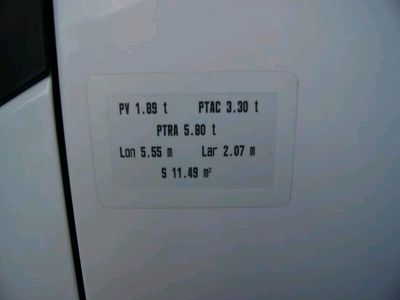 PV 1.89 t PTAC 3.30 t
PTRA 5.80 t
Lon 5.55 m Lar 2.07 m
S 11.49 m²